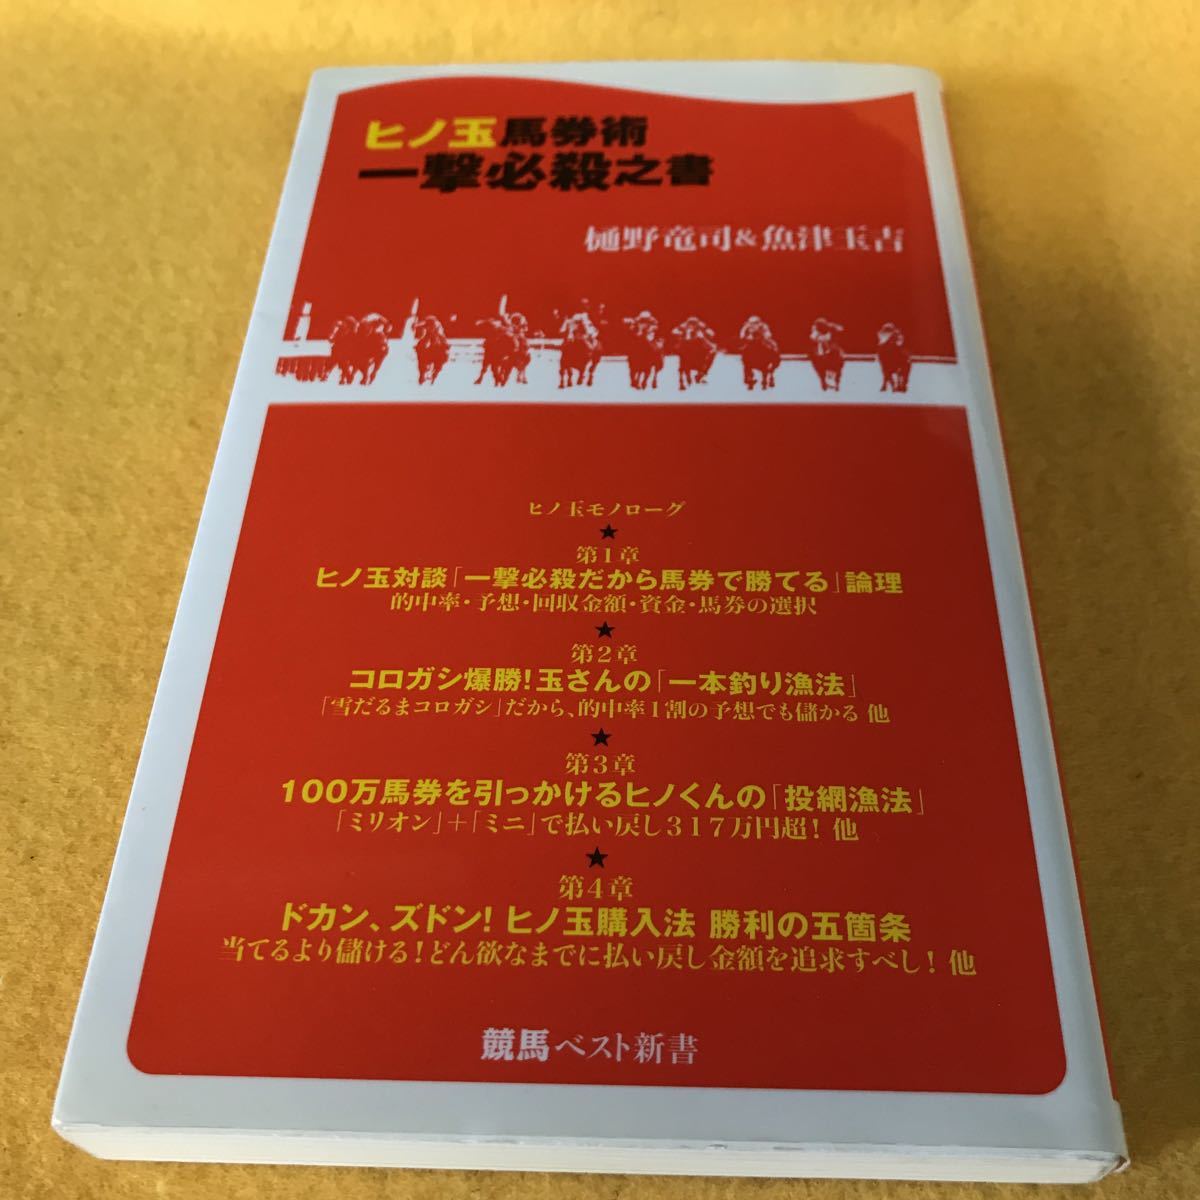 ヒノ玉馬券術
一撃必殺之書
樋野竜司&魚津玉吉
ヒノ玉モノローグ
★
第1章
ヒノ玉対談「一撃必殺だから馬券で勝てる」論理
的中率・予想・回収金額・資金・馬券の選択
★
第2章
コロガシ爆勝!玉さんの「一本釣り漁法」
「雪だるまコロガシ」だから、的中率1割の予想でも儲かる 他
★
第3章
100万馬券を引っかけるヒノくんの「投網漁法」
「ミリオン」+「ミニ」で払い戻し317万円超! 他
★
第4章
ドカン、ズドン! ヒノ玉購入法 勝利の五箇条
当てるより儲ける!どん欲なまでに払い戻し金額を追求すべし! 他
競馬ベスト新書